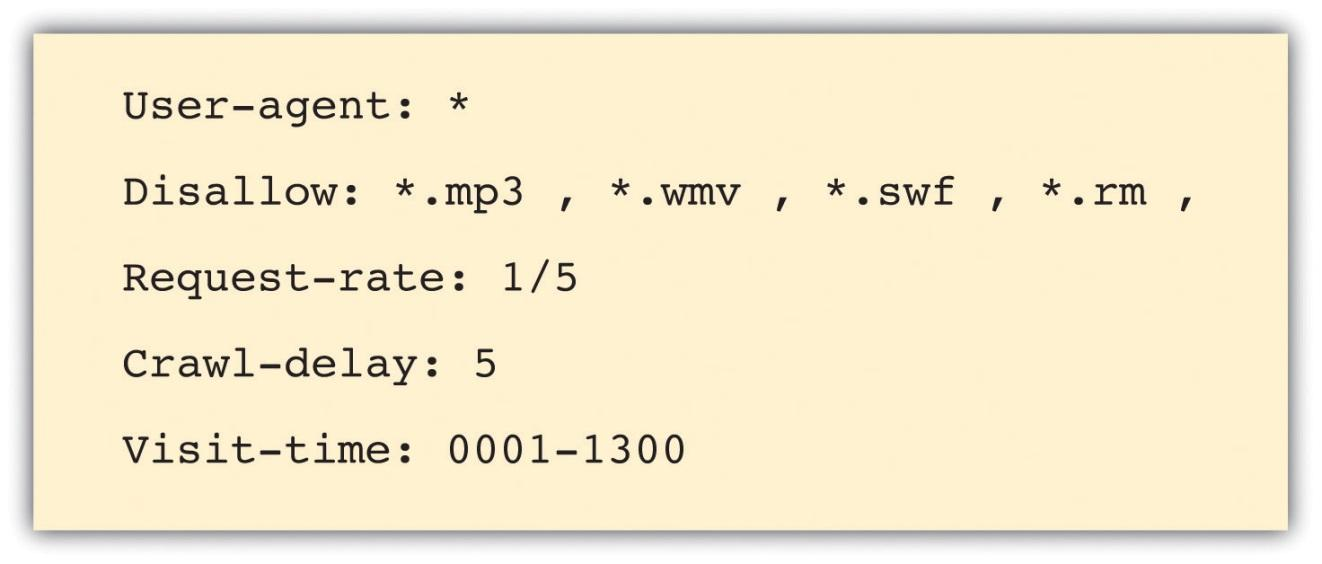 User-agent: *
Disallow: *.mp3 , *.wmv , *.swf , *.rm ,
Request-rate: 1/5
Crawl-delay: 5
Visit-time: 0001-1300